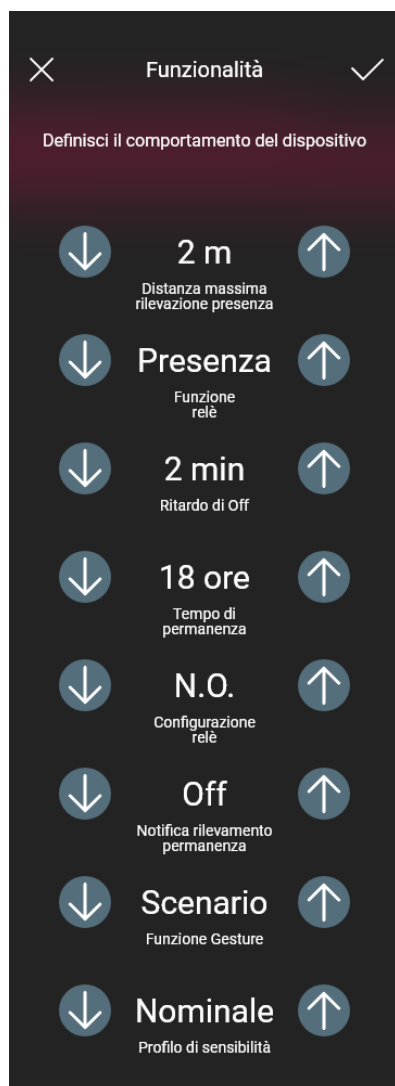 Funzionalità
Definisci il comportamento del dispositivo
2 m
Distanza massima
rilevazione presenza
Presenza
Funzione
relè
2 min
Ritardo di Off
18 ore
Tempo di
permanenza
N.O.
Configurazione
relè
Off
Notifica rilevamento
permanenza
Scenario
Funzione Gesture
Nominale
Profilo di sensibilità